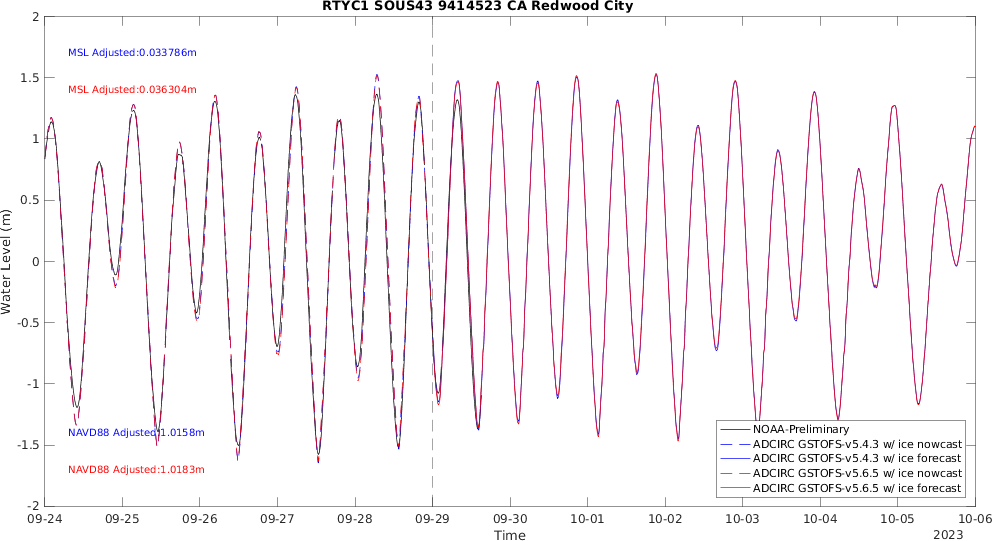 RTYC1 SOUS43 9414523 CA Redwood City
2
1.5
1
0.5
0
-0.5
-1
-1.5
-2
Water Level (m)
MSL Adjusted:0.033786m
MSL Adjusted:0.036304m
NAVD88 Adjusted:1.0158m
NAVD88 Adjusted:1.0183m
NOAA-Preliminary
ADCIRC GSTOFS-v5.4.3 w/ ice nowcast
ADCIRC GSTOFS-v5.4.3 w/ ice forecast
ADCIRC GSTOFS-v5.6.5 w/ ice nowcast
ADCIRC GSTOFS-v5.6.5 w/ ice forecast
09-24 09-25 09-26 09-27 09-28 09-29 09-30 10-01 10-02 10-03 10-04 10-05 10-06
Time
2023